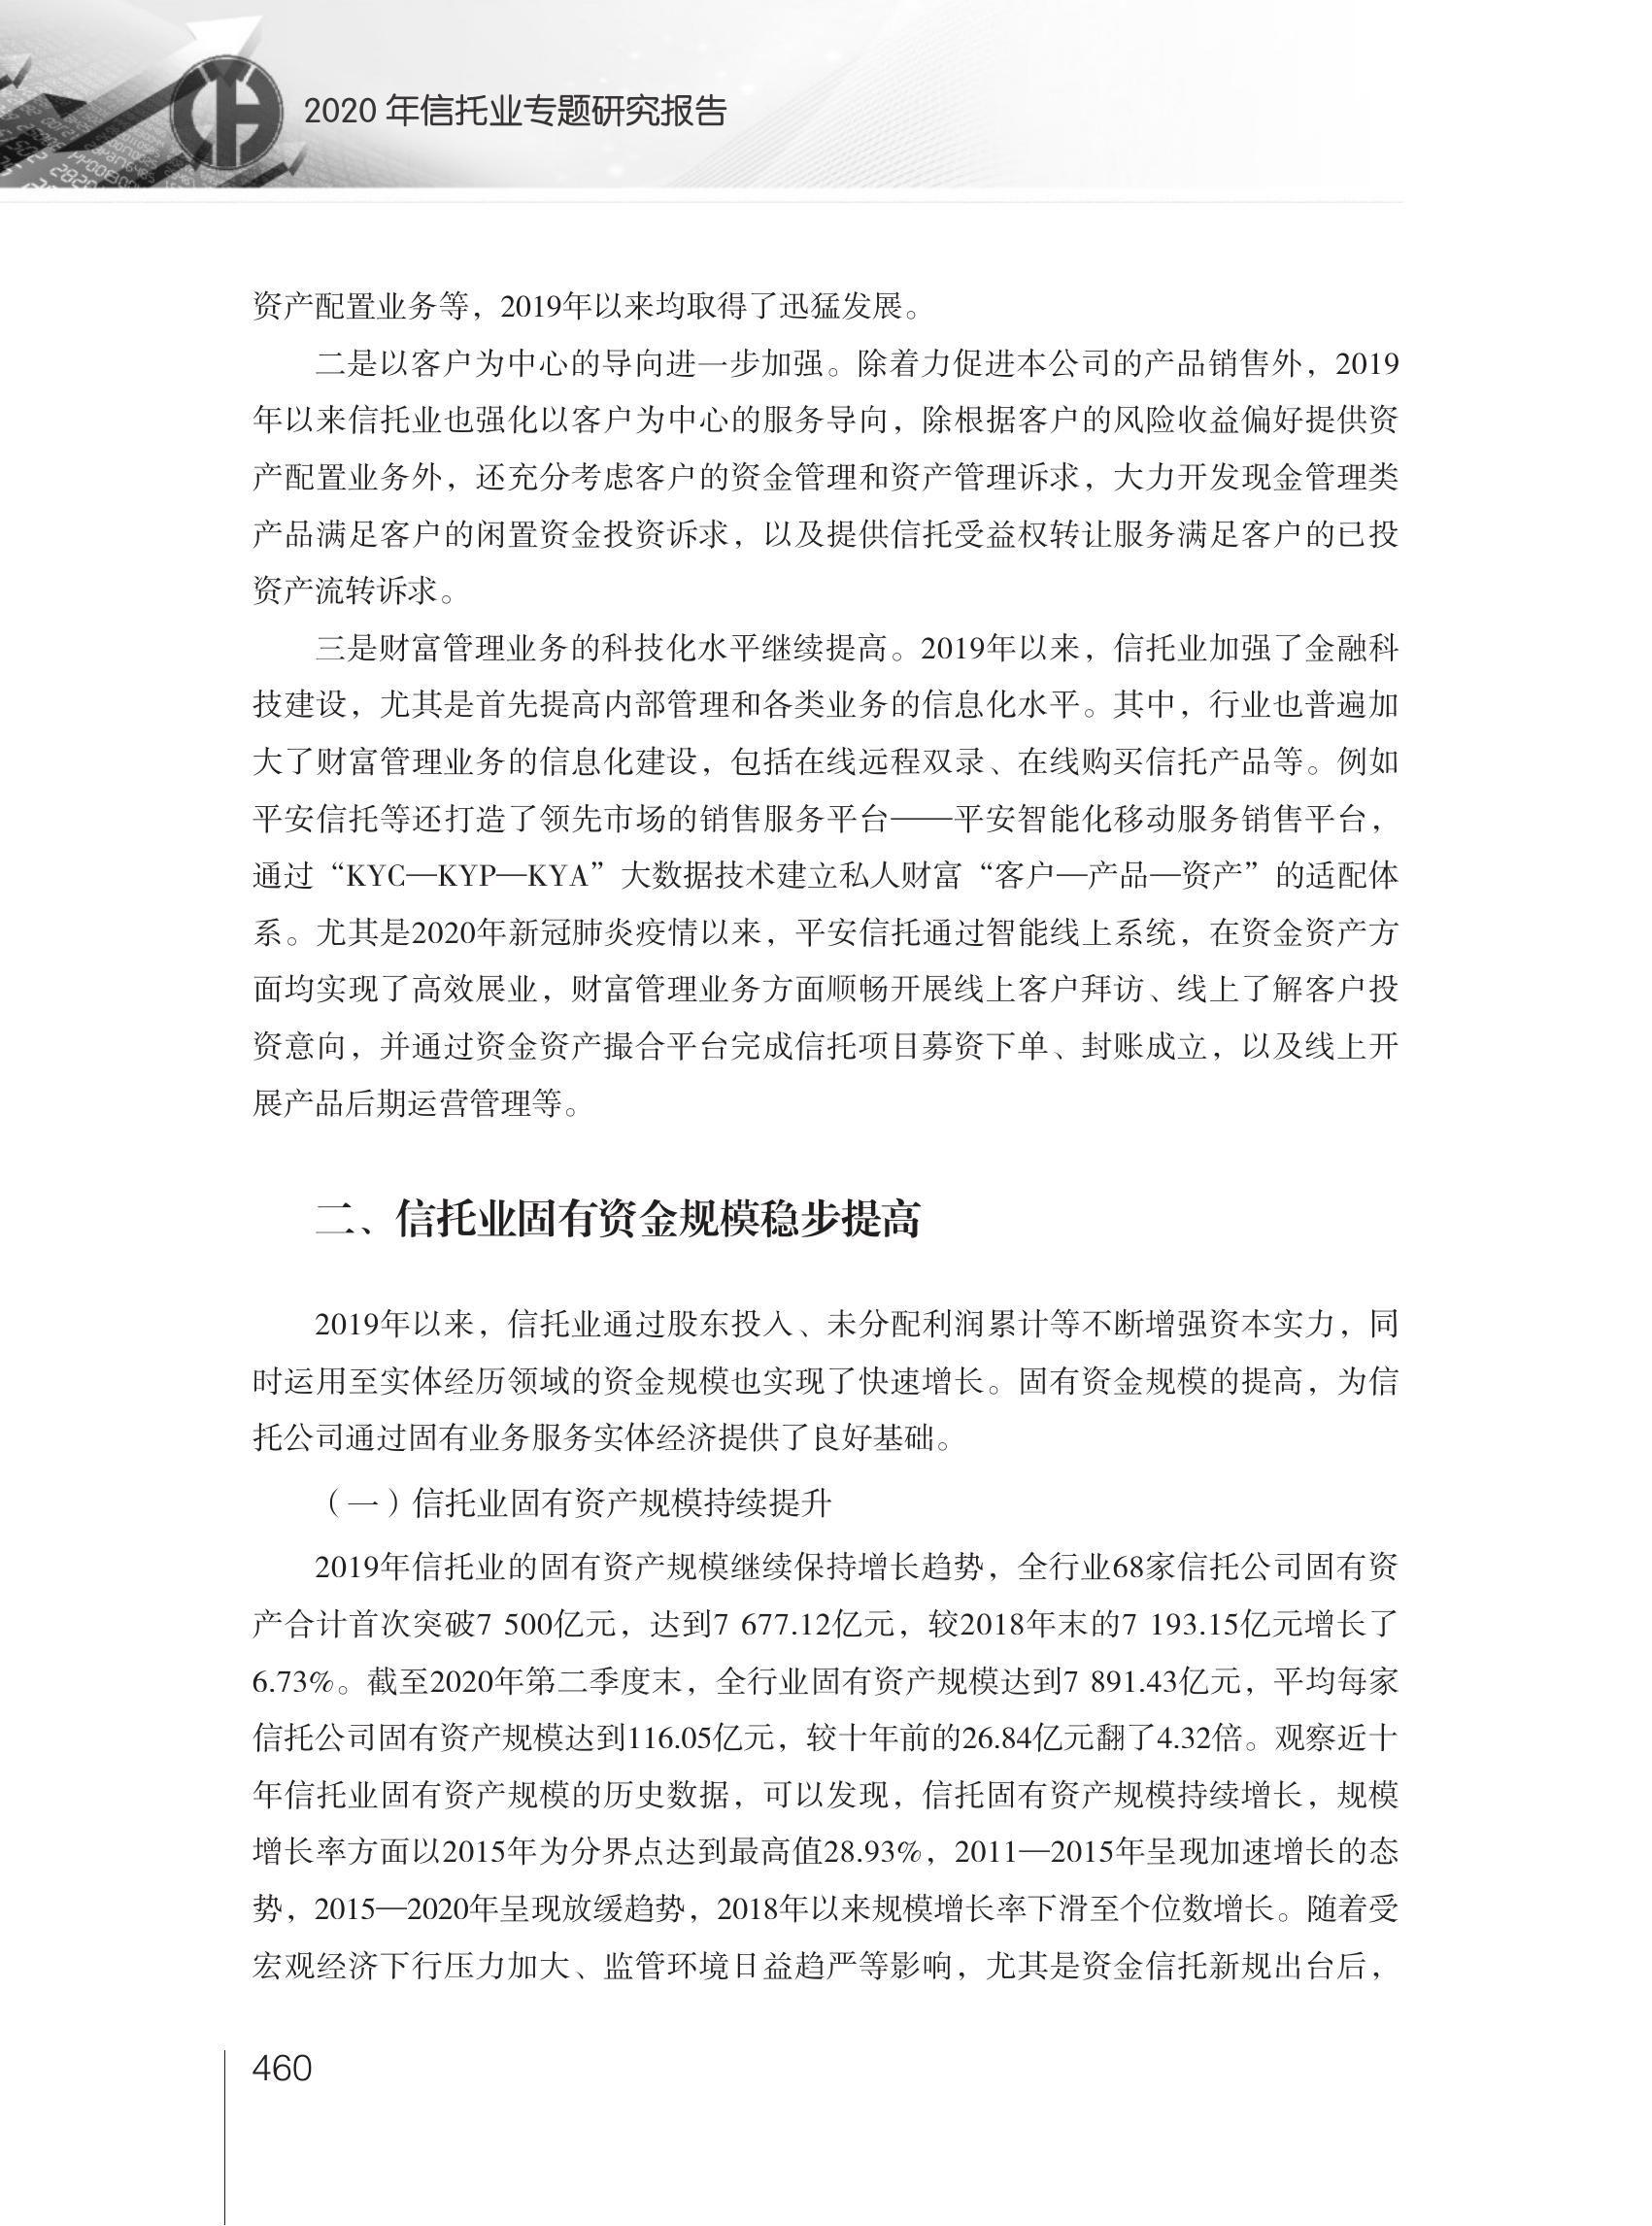 2020 年信托业专题研究报告
资产配置业务等，2019年以来均取得了迅猛发展。
二是以客户为中心的导向进一步加强。除着力促进本公司的产品销售外，2019
年以来信托业也强化以客户为中心的服务导向，除根据客户的风险收益偏好提供资
产配置业务外，还充分考虑客户的资金管理和资产管理诉求，大力开发现金管理类
产品满足客户的闲置资金投资诉求，以及提供信托受益权转让服务满足客户的已投
资产流转诉求。
三是财富管理业务的科技化水平继续提高。2019年以来，信托业加强了金融科
技建设，尤其是首先提高内部管理和各类业务的信息化水平。其中，行业也普遍加
大了财富管理业务的信息化建设，包括在线远程双录、在线购买信托产品等。例如
平安信托等还打造了领先市场的销售服务平台——平安智能化移动服务销售平台，
通过“KYC—KYP—KYA”大数据技术建立私人财富“客户—产品—资产”的适配体
系。尤其是2020年新冠肺炎疫情以来，平安信托通过智能线上系统，在资金资产方
面均实现了高效展业，财富管理业务方面顺畅开展线上客户拜访、线上了解客户投
资意向，并通过资金资产撮合平台完成信托项目募资下单、封账成立，以及线上开
展产品后期运营管理等。
二、信托业固有资金规模稳步提高
2019年以来，信托业通过股东投入、未分配利润累计等不断增强资本实力，同
时运用至实体经历领域的资金规模也实现了快速增长。固有资金规模的提高，为信
托公司通过固有业务服务实体经济提供了良好基础。
（一）信托业固有资产规模持续提升
2019年信托业的固有资产规模继续保持增长趋势，全行业68家信托公司固有资
产合计首次突破7 500亿元，达到7 677.12亿元，较2018年末的7 193.15亿元增长了
6.73%。截至2020年第二季度末，全行业固有资产规模达到7 891.43亿元，平均每家
信托公司固有资产规模达到116.05亿元，较十年前的26.84亿元翻了4.32倍。观察近十
年信托业固有资产规模的历史数据，可以发现，信托固有资产规模持续增长，规模
增长率方面以2015年为分界点达到最高值28.93%，2011—2015年呈现加速增长的态
势，2015—2020年呈现放缓趋势，2018年以来规模增长率下滑至个位数增长。随着受
宏观经济下行压力加大、监管环境日益趋严等影响，尤其是资金信托新规出台后，
460